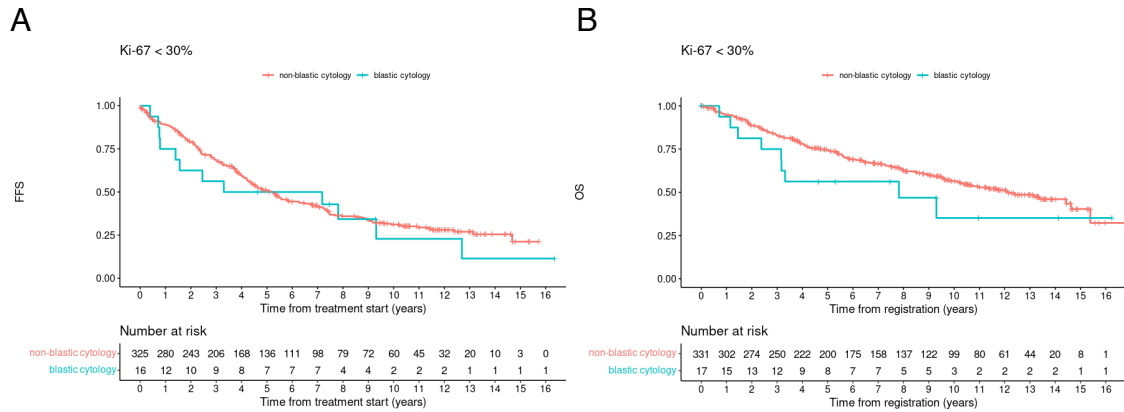 A
Ki-67 < 30%
non-blastic cytology blastic cytology
FFS
1.00
0.75
0.50
0.25
0.00
0 1 2 3 4 5 6 7 8 9 10 11 12 13 14 15 16
Time from treatment start (years)
Number at risk
non-blastic cytology 325 280 243 206 168 136 111 98 79 72 60 45 32 20 10 3 0
blastic cytology 16 12 10 9 8 7 7 7 4 4 2 2 2 1 1 1 1
0 1 2 3 4 5 6 7 8 9 10 11 12 13 14 15 16
Time from treatment start (years)
B
Ki-67 < 30%
non-blastic cytology blastic cytology
OS
1.00
0.75
0.50
0.25
0.00
0 1 2 3 4 5 6 7 8 9 10 11 12 13 14 15 16
Time from registration (years)
Number at risk
non-blastic cytology 331 302 274 250 222 200 175 158 137 122 99 80 61 44 20 8 1
blastic cytology 17 15 13 12 9 8 7 7 5 5 3 2 2 2 2 1 1
0 1 2 3 4 5 6 7 8 9 10 11 12 13 14 15 16
Time from registration (years)